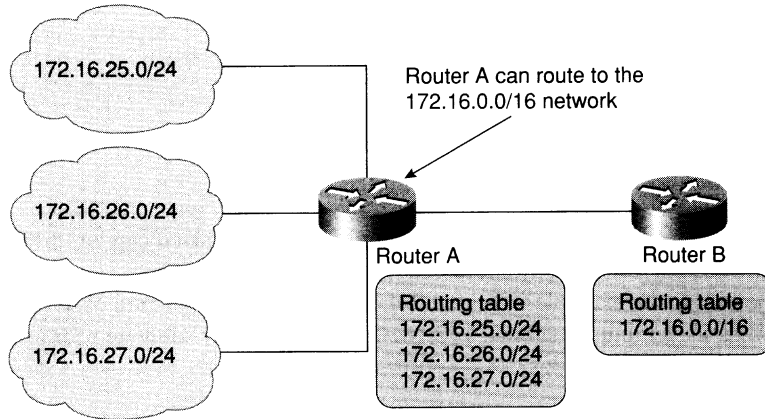 172.16.25.0/24
Router A can route to the
172.16.0.0/16 network
172.16.26.0/24
Router A
Router B
Routing table
172.16.25.0/24
172.16.26.0/24
172.16.27.0/24
Routing table
172.16.0.0/16
172.16.27.0/24